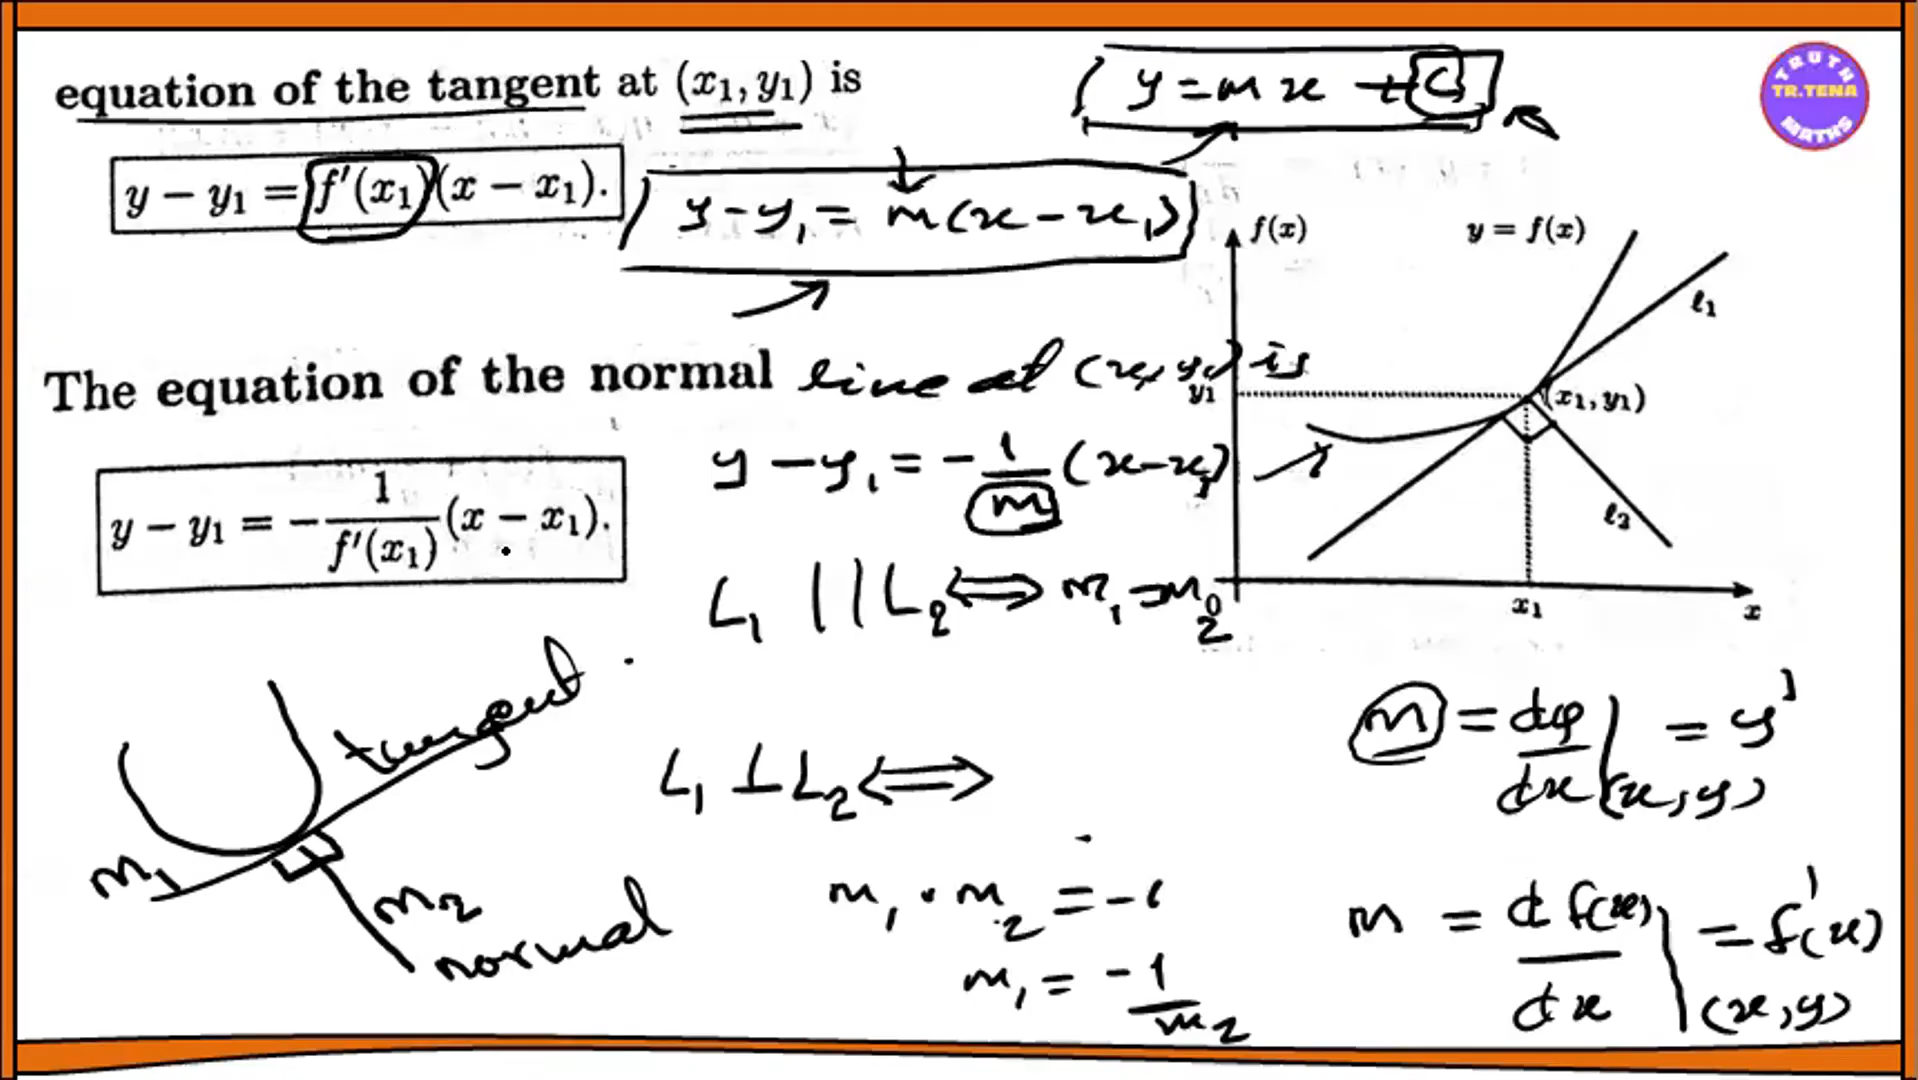 equation of the tangent at (x₁, y₁) is
y = mx + C
TRUTH
TR.TENA
MATHS
y − y₁ = f′(x₁)(x − x₁).
y − y₁ = m(x − x₁)
f(x)
y = f(x)
ℓ₁
The equation of the normal line at (x₁, y₁) is
y₁
(x₁, y₁)
y − y₁ = −1/f′(x₁) (x − x₁).
y − y₁ = −1/m (x − x₁)
ℓ₂
L₁ || L₂ ⟺ m₁ = m₂
0
x₁
x
tangent
L₁ ⊥ L₂ ⟺
m = dy/dx |(x,y) = y′
m₁
m₂
normal
m₁ · m₂ = −1
m₁ = −1/m₂
m = d f(x)/dx |(x,y) = f′(x)